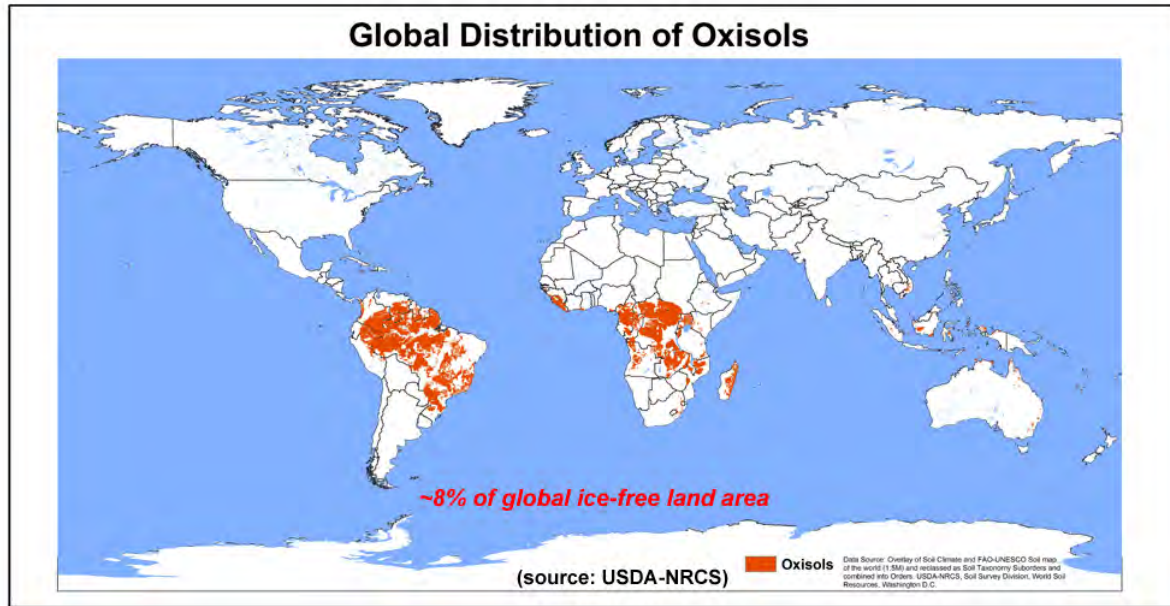 Global Distribution of Oxisols
~8% of global ice-free land area
(source: USDA-NRCS)
Oxisols
Data Source: Overlay of Soil Climate and FAO-UNESCO Soil map
of the world (1:5M) and reclassed as Soil Taxonomy Suborders and
combined into Orders. USDA-NRCS, Soil Survey Division, World Soil
Resources, Washington D.C.